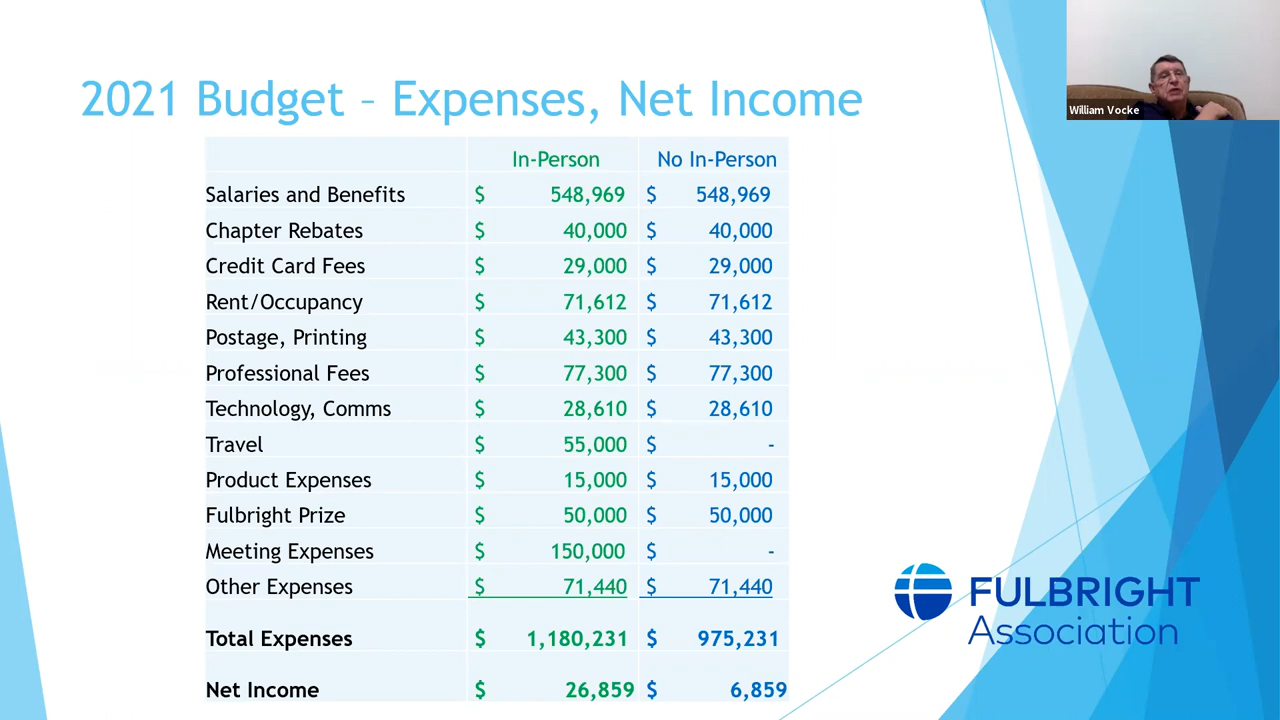 2021 Budget – Expenses, Net Income
William Vocke
In-Person No In-Person
Salaries and Benefits $ 548,969 $ 548,969
Chapter Rebates $ 40,000 $ 40,000
Credit Card Fees $ 29,000 $ 29,000
Rent/Occupancy $ 71,612 $ 71,612
Postage, Printing $ 43,300 $ 43,300
Professional Fees $ 77,300 $ 77,300
Technology, Comms $ 28,610 $ 28,610
Travel $ 55,000 $ -
Product Expenses $ 15,000 $ 15,000
Fulbright Prize $ 50,000 $ 50,000
Meeting Expenses $ 150,000 $ -
Other Expenses $ 71,440 $ 71,440
Total Expenses $ 1,180,231 $ 975,231
Net Income $ 26,859 $ 6,859
FULBRIGHT
Association